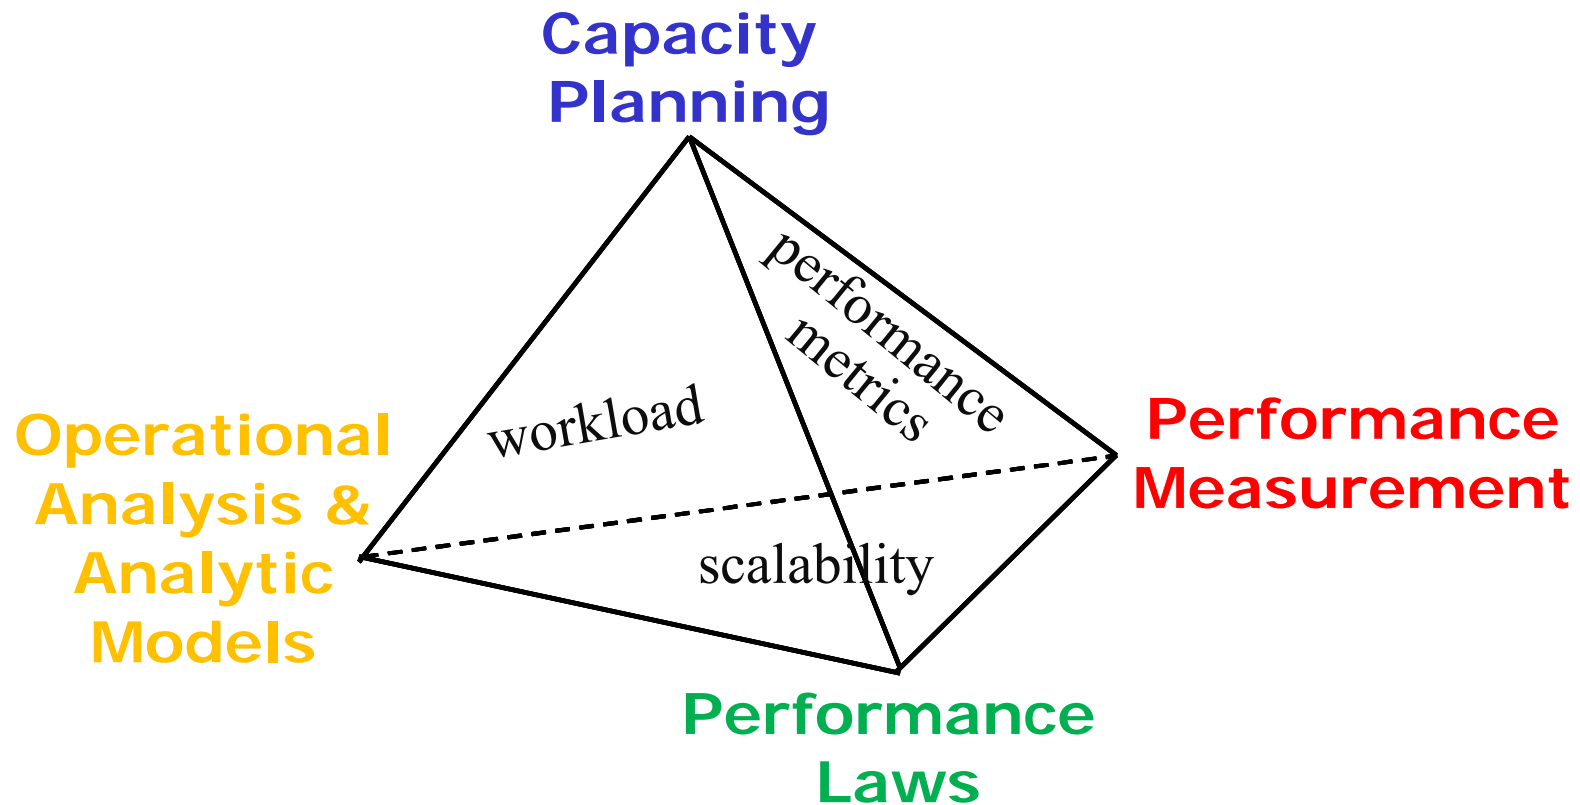 Capacity
Planning
performance
metrics
workload
Operational
Analysis &
Analytic
Models
Performance
Measurement
scalability
Performance
Laws